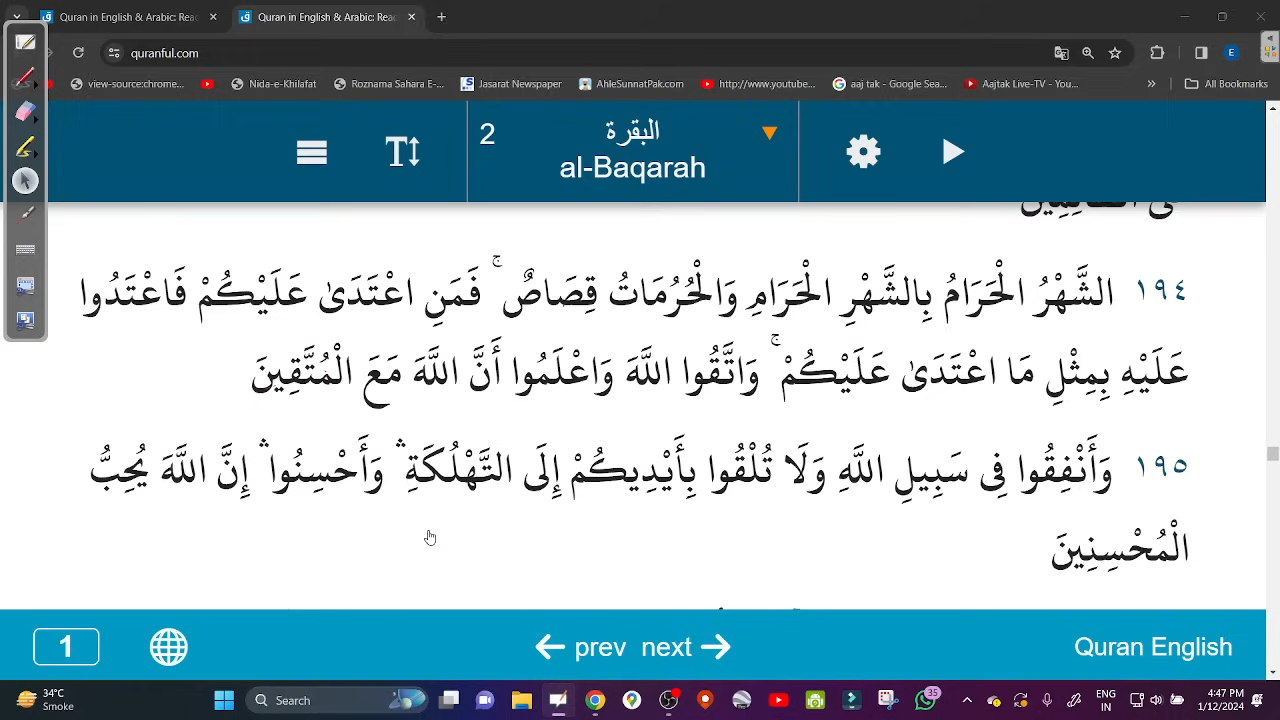 Quran in English & Arabic: Rea
Quran in English & Arabic: Rea
quranful.com
E
view-source:chrome...
Nida-e-Khilafat
Roznama Sahara E-...
Jasarat Newspaper
AhleSunnatPak.com
http://www.youtube...
aaj tak - Google Sea...
Aajtak Live-TV - You...
All Bookmarks
2
البقرة
al-Baqarah
١٩٤ الشَّهْرُ الْحَرَامُ بِالشَّهْرِ الْحَرَامِ وَالْحُرُمَاتُ قِصَاصٌ ۚ فَمَنِ اعْتَدَىٰ عَلَيْكُمْ فَاعْتَدُوا
عَلَيْهِ بِمِثْلِ مَا اعْتَدَىٰ عَلَيْكُمْ ۚ وَاتَّقُوا اللَّهَ وَاعْلَمُوا أَنَّ اللَّهَ مَعَ الْمُتَّقِينَ
١٩٥ وَأَنْفِقُوا فِى سَبِيلِ اللَّهِ وَلَا تُلْقُوا بِأَيْدِيكُمْ إِلَى التَّهْلُكَةِ ۛ وَأَحْسِنُوا ۛ إِنَّ اللَّهَ يُحِبُّ
الْمُحْسِنِينَ
1
prev next
Quran English
34°C
Smoke
Search
35
ENG
IN
4:47 PM
1/12/2024